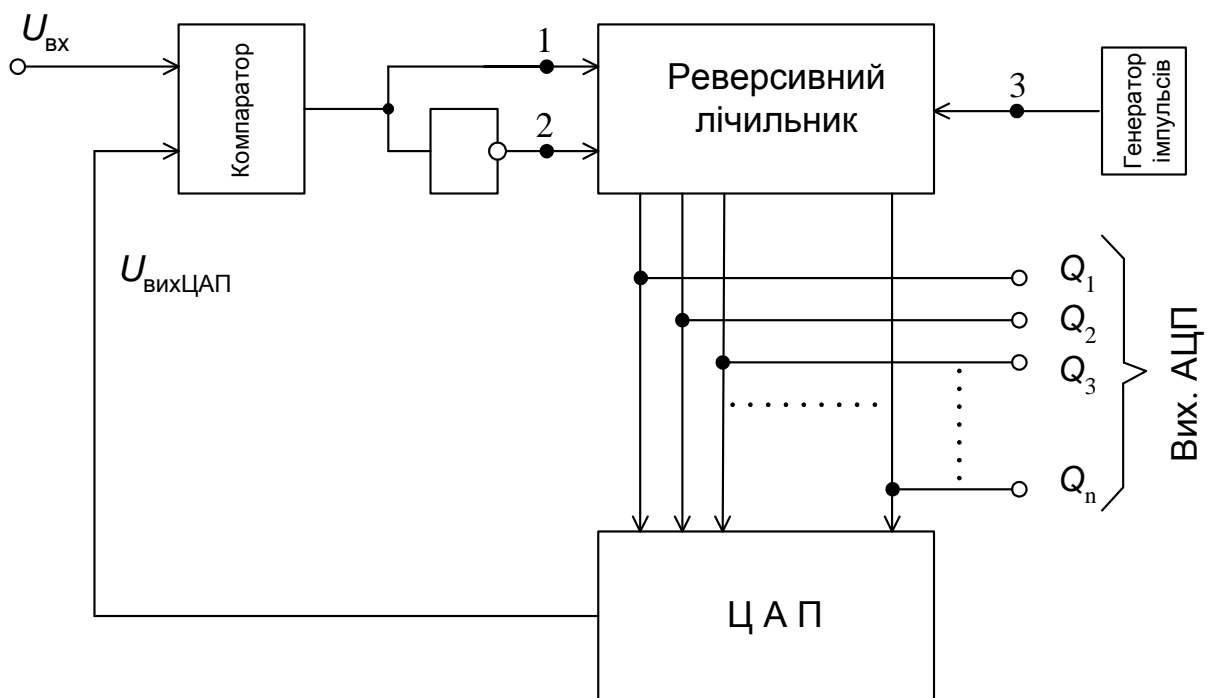 Uвх
Компаратор
1
2
Реверсивний
лічильник
3
Генератор
імпульсів
UвихЦАП
Q1
Q2
Q3
Qn
Вих. АЦП
Ц А П